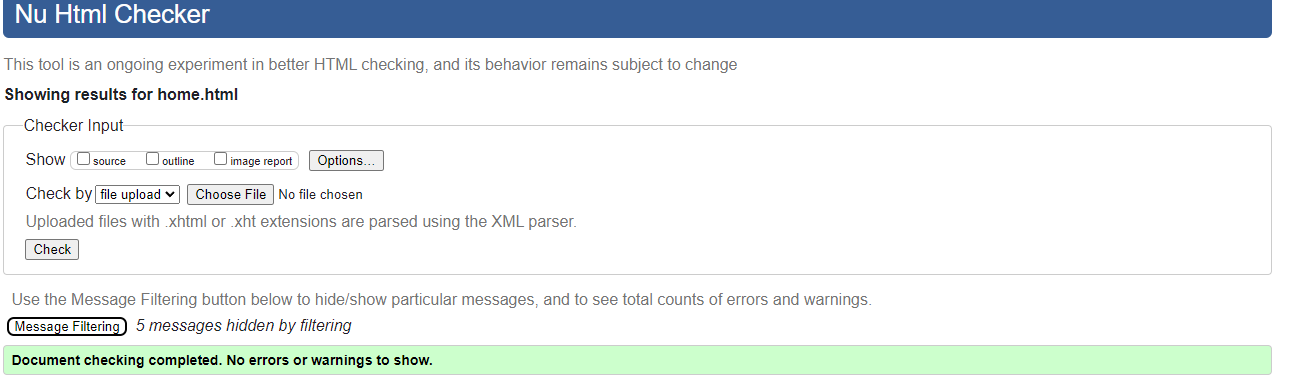 Nu Html Checker
This tool is an ongoing experiment in better HTML checking, and its behavior remains subject to change
Showing results for home.html
Checker Input
Show source outline image report Options...
Check by file upload Choose File No file chosen
Uploaded files with .xhtml or .xht extensions are parsed using the XML parser.
Check
Use the Message Filtering button below to hide/show particular messages, and to see total counts of errors and warnings.
Message Filtering 5 messages hidden by filtering
Document checking completed. No errors or warnings to show.